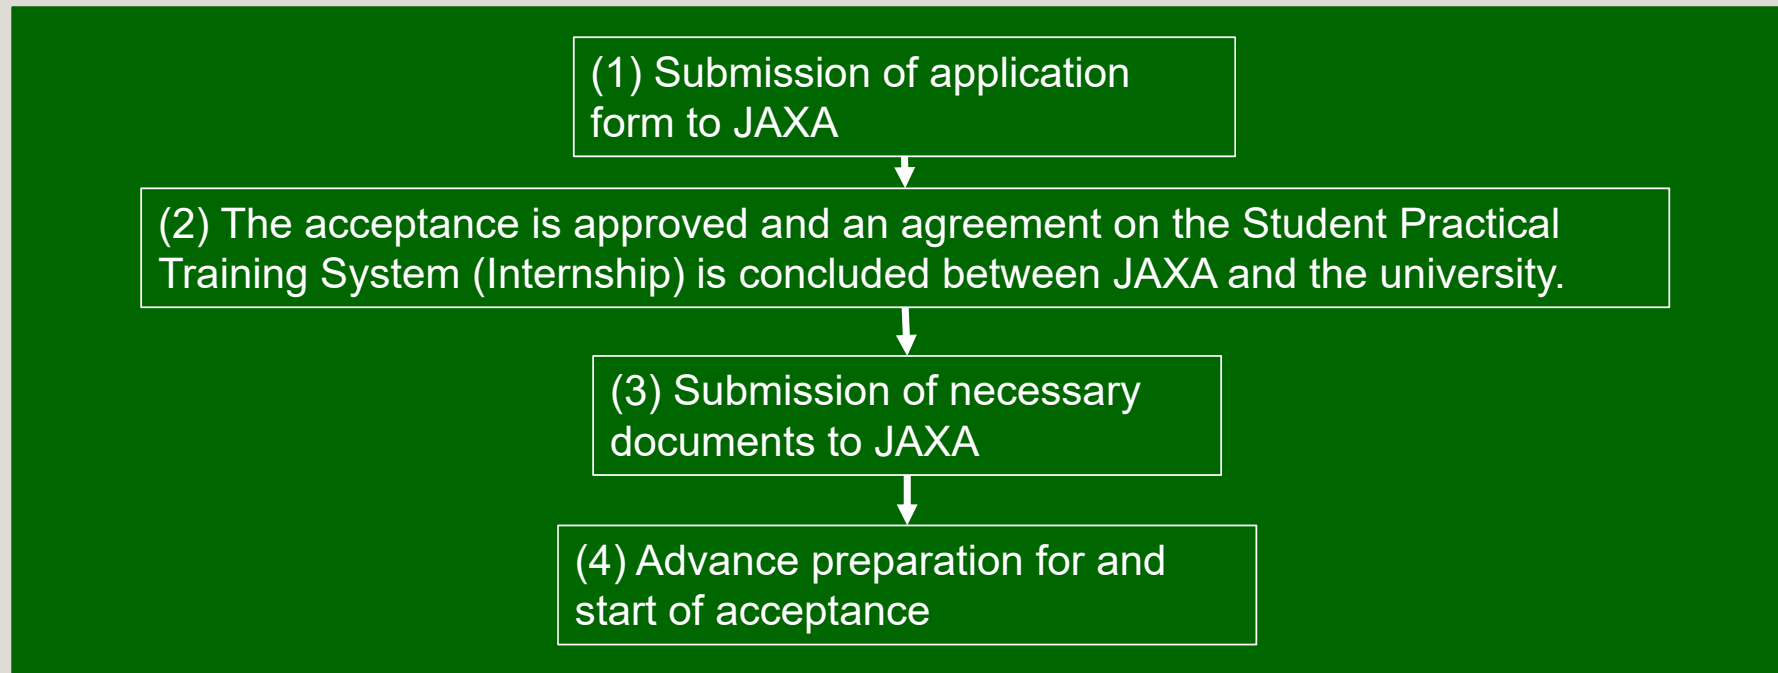 (1) Submission of application
form to JAXA
(2) The acceptance is approved and an agreement on the Student Practical
Training System (Internship) is concluded between JAXA and the university.
(3) Submission of necessary
documents to JAXA
(4) Advance preparation for and
start of acceptance